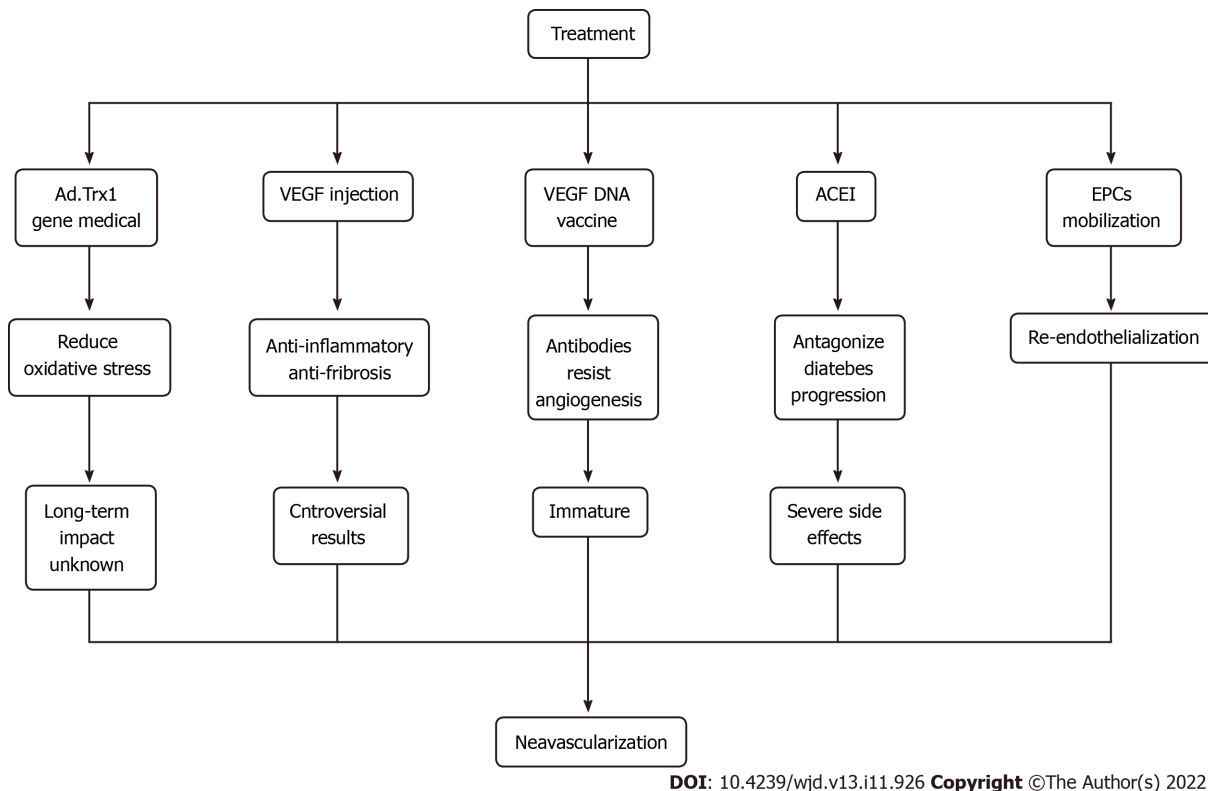 Treatment
Ad.Trx1
gene medical
VEGF injection
VEGF DNA
vaccine
ACEI
EPCs
mobilization
Reduce
oxidative stress
Anti-inflammatory
anti-fribrosis
Antibodies
resist
angiogenesis
Antagonize
diatebes
progression
Re-endothelialization
Long-term
impact
unknown
Cntroversial
results
Immature
Severe side
effects
Neavascularization
DOI: 10.4239/wjd.v13.i11.926 Copyright ©The Author(s) 2022